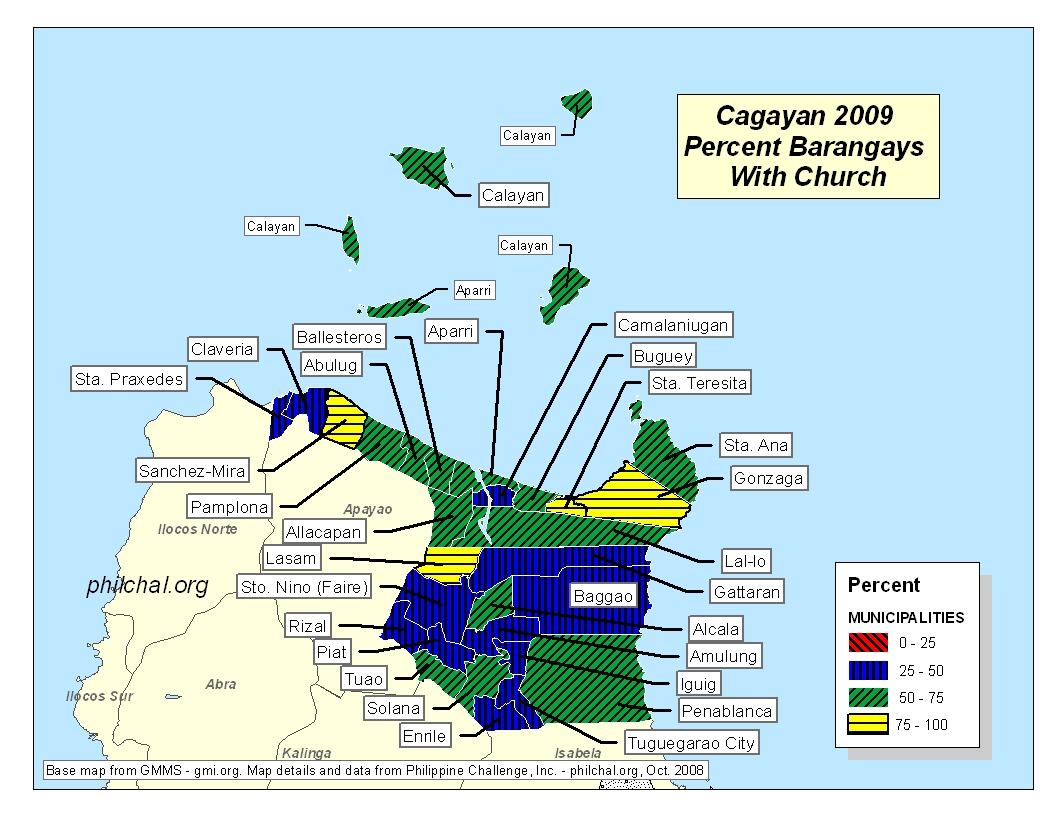 Cagayan 2009
Percent Barangays
With Church
Calayan
Calayan
Calayan
Calayan
Aparri
Camalaniugan
Aparri
Ballesteros
Claveria
Buguey
Abulug
Sta. Praxedes
Sta. Teresita
Sta. Ana
Sanchez-Mira
Gonzaga
Pamplona
Apayao
Ilocos Norte
Allacapan
Lasam
Lal-lo
philchal.org
Sto. Nino (Faire)
Gattaran
Baggao
Rizal
Alcala
Piat
Amulung
Tuao
Iguig
Abra
Ilocos Sur
Solana
Penablanca
Enrile
Tuguegarao City
Kalinga
Isabela
Percent
MUNICIPALITIES
0 - 25
25 - 50
50 - 75
75 - 100
Base map from GMMS - gmi.org. Map details and data from Philippine Challenge, Inc. - philchal.org, Oct. 2008